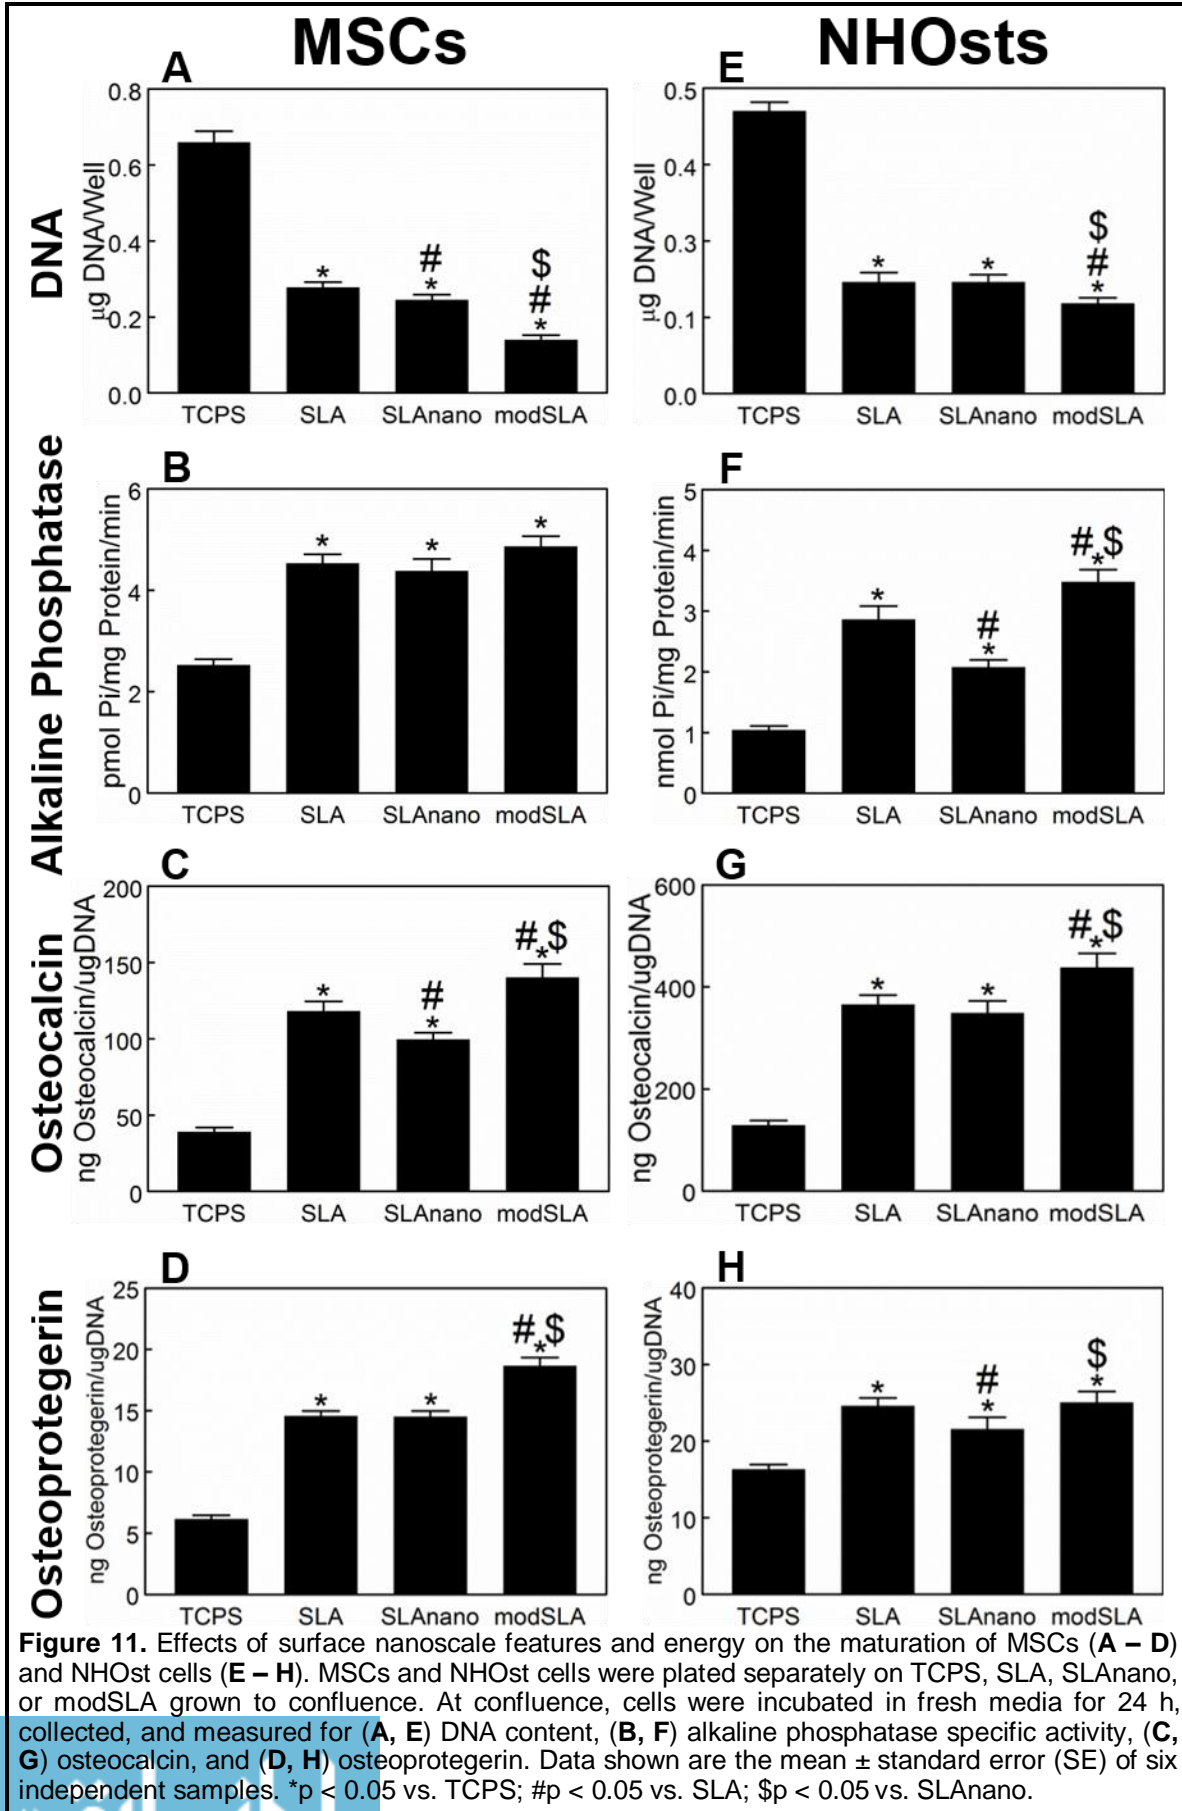 MSCs
NHOsts
DNA
Alkaline Phosphatase
Osteocalcin
Osteoprotegerin
A
0.8
0.6
0.4
0.2
0.0
µg DNA/Well
*
#
*
$
#
*
TCPS SLA SLAnano modSLA
E
0.5
0.4
0.3
0.1
0.0
µg DNA/Well
*
*
$
#
*
TCPS SLA SLAnano modSLA
B
6
4
2
0
pmol Pi/mg Protein/min
*
*
*
TCPS SLA SLAnano modSLA
F
5
4
3
2
1
0
nmol Pi/mg Protein/min
*
#
*
#*$
TCPS SLA SLAnano modSLA
C
200
150
100
50
0
ng Osteocalcin/ugDNA
*
#
*
#*$
TCPS SLA SLAnano modSLA
G
600
400
200
0
ng Osteocalcin/ugDNA
*
*
#*$
TCPS SLA SLAnano modSLA
D
25
20
15
10
5
0
ng Osteoprotegerin/ugDNA
*
*
#*$
TCPS SLA SLAnano modSLA
H
40
30
20
10
0
ng Osteoprotegerin/ugDNA
*
#
*
$
*
TCPS SLA SLAnano modSLA
Figure 11. Effects of surface nanoscale features and energy on the maturation of MSCs (A – D)
and NHOst cells (E – H). MSCs and NHOst cells were plated separately on TCPS, SLA, SLAnano,
or modSLA grown to confluence. At confluence, cells were incubated in fresh media for 24 h,
collected, and measured for (A, E) DNA content, (B, F) alkaline phosphatase specific activity, (C,
G) osteocalcin, and (D, H) osteoprotegerin. Data shown are the mean ± standard error (SE) of six
independent samples. *p < 0.05 vs. TCPS; #p < 0.05 vs. SLA; $p < 0.05 vs. SLAnano.